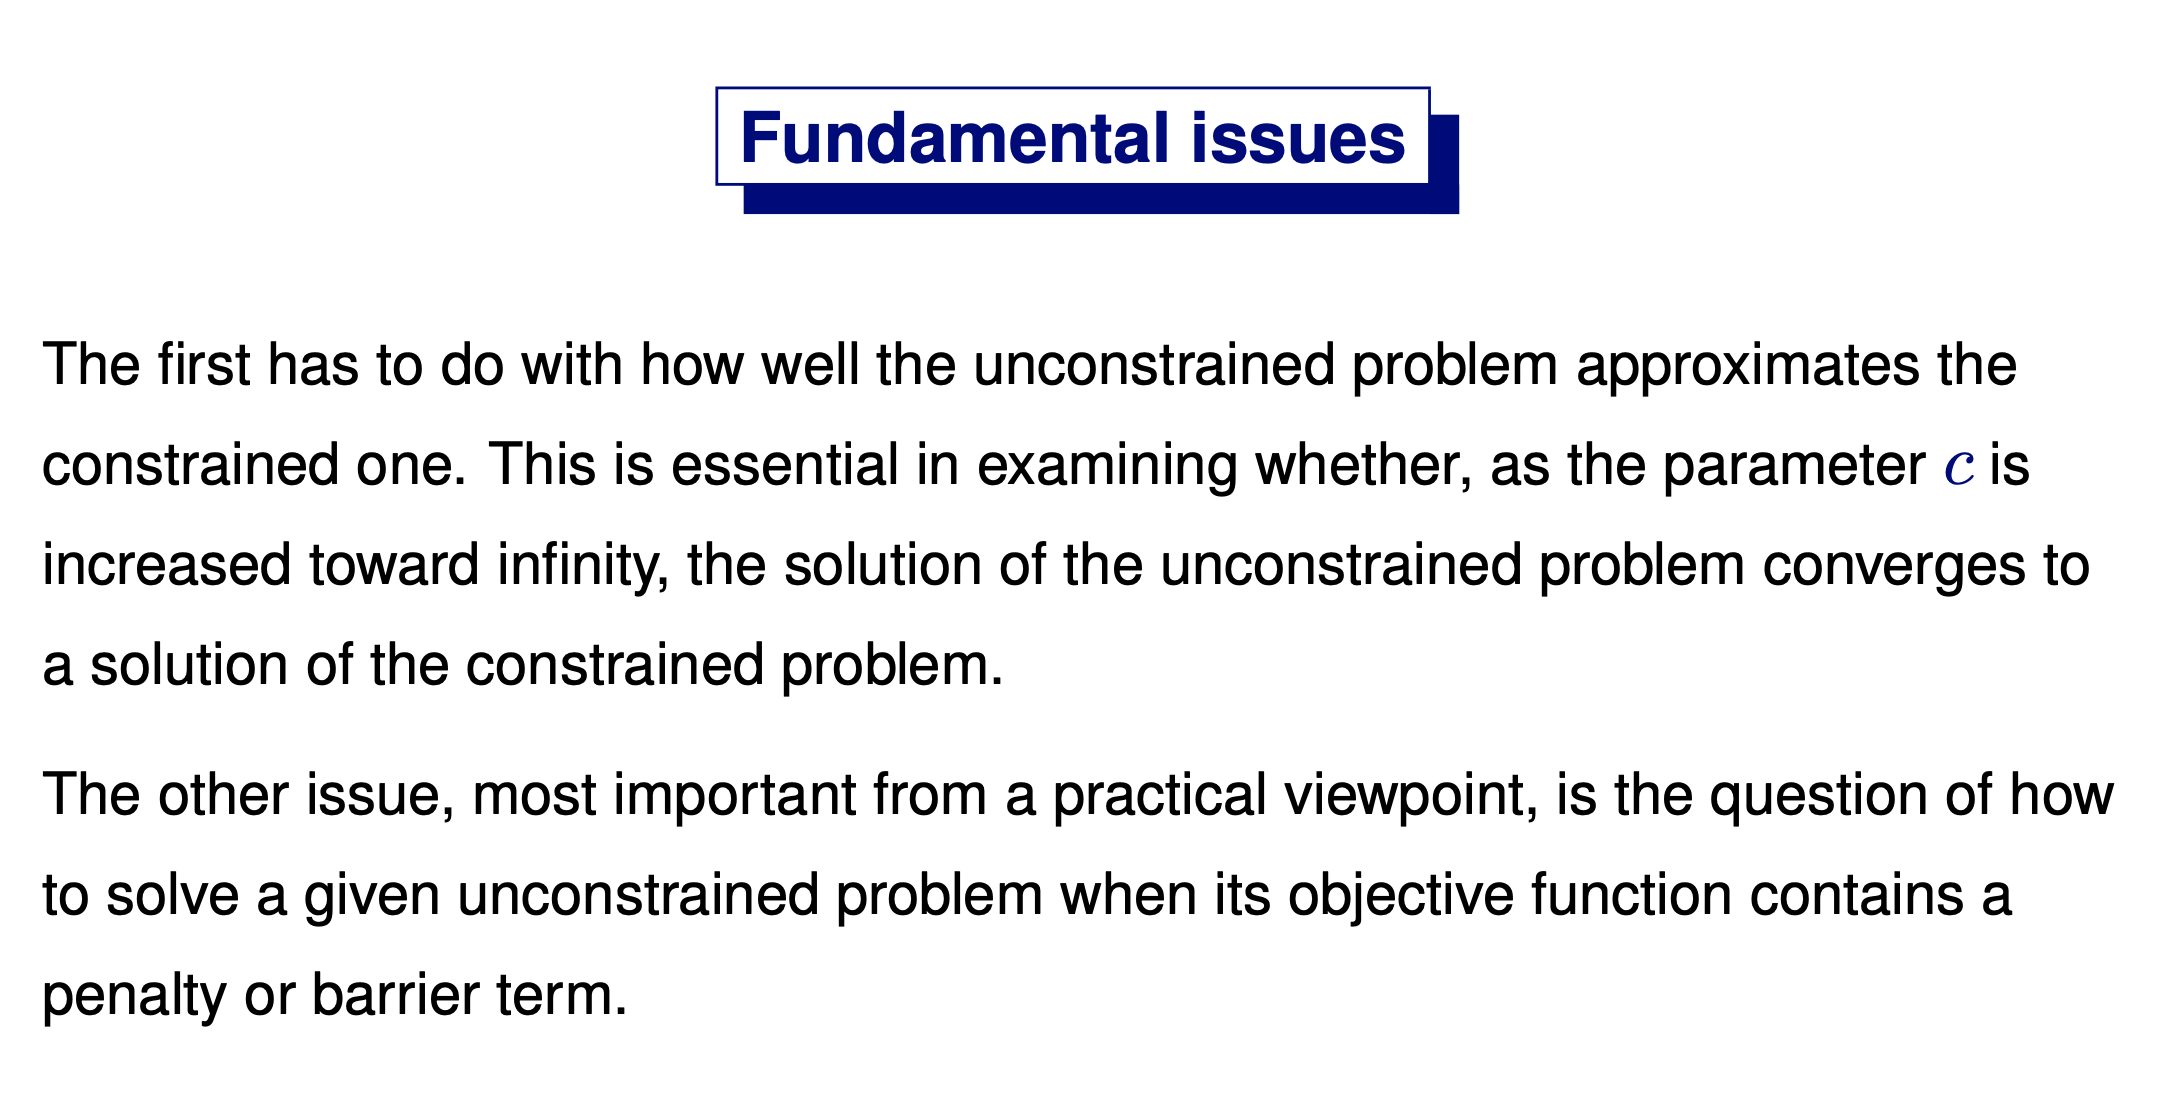 Fundamental issues
The first has to do with how well the unconstrained problem approximates the
constrained one. This is essential in examining whether, as the parameter c is
increased toward infinity, the solution of the unconstrained problem converges to
a solution of the constrained problem.
The other issue, most important from a practical viewpoint, is the question of how
to solve a given unconstrained problem when its objective function contains a
penalty or barrier term.